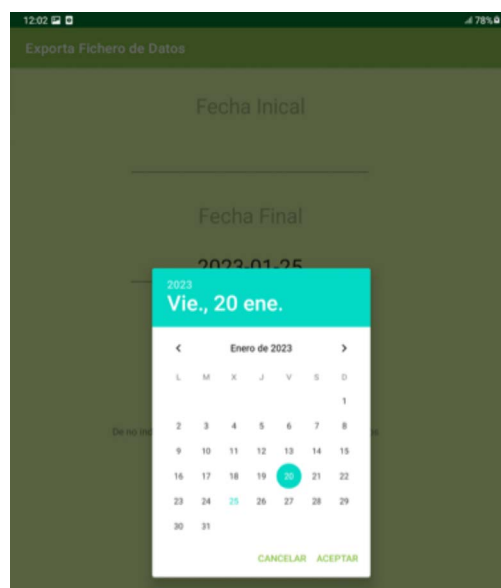 12:02 78%
Exporta Fichero de Datos
Fecha Inical
Fecha Final
2023-01-25
2023
Vie., 20 ene.
Enero de 2023
L M X J V S D
1
2 3 4 5 6 7 8
9 10 11 12 13 14 15
16 17 18 19 20 21 22
23 24 25 26 27 28 29
30 31
De no
CANCELAR ACEPTAR